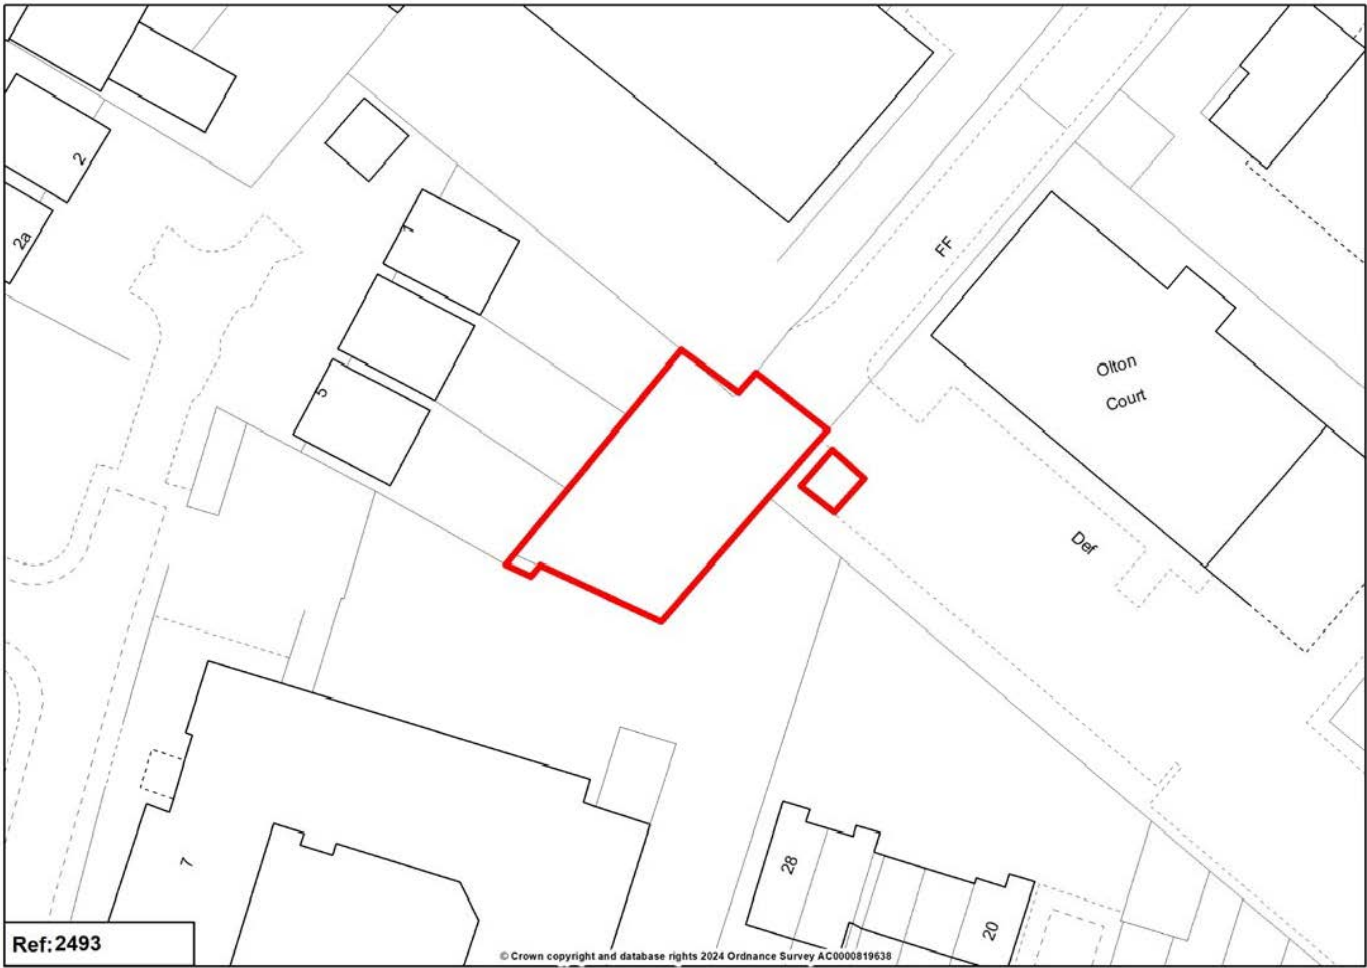 2
2a
1
5
FF
Olton
Court
Def
7
28
20
Ref:2493
© Crown copyright and database rights 2024 Ordnance Survey AC0000819638